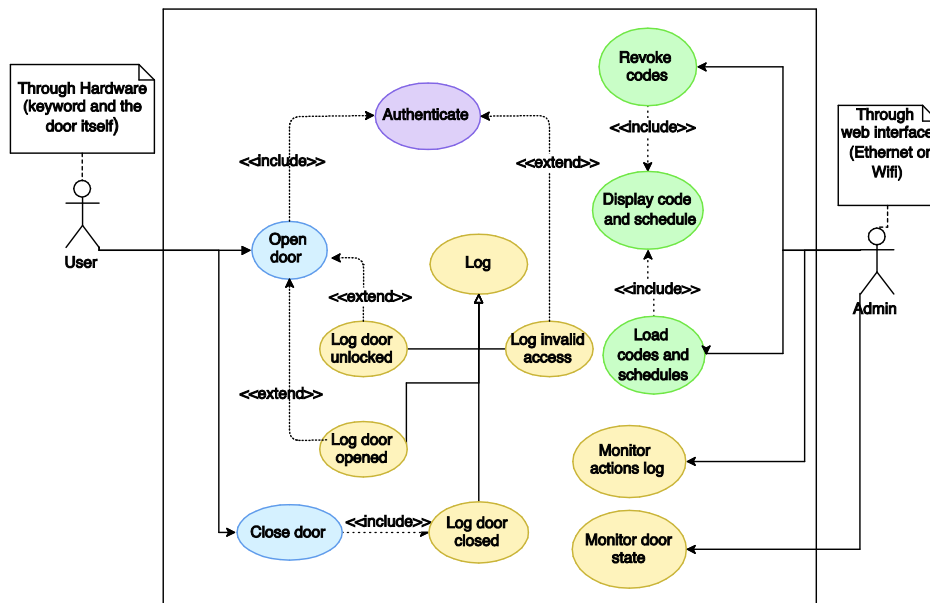 Through Hardware
(keyword and the
door itself)
User
Authenticate
<<include>>
<<extend>>
Open
door
Log
<<extend>>
Log door
unlocked
Log invalid
access
<<extend>>
Log door
opened
Close door
<<include>>
Log door
closed
Revoke
codes
<<include>>
Display code
and schedule
<<include>>
Load
codes and
schedules
Monitor
actions log
Monitor door
state
Through
web interface
(Ethernet or
Wifi)
Admin